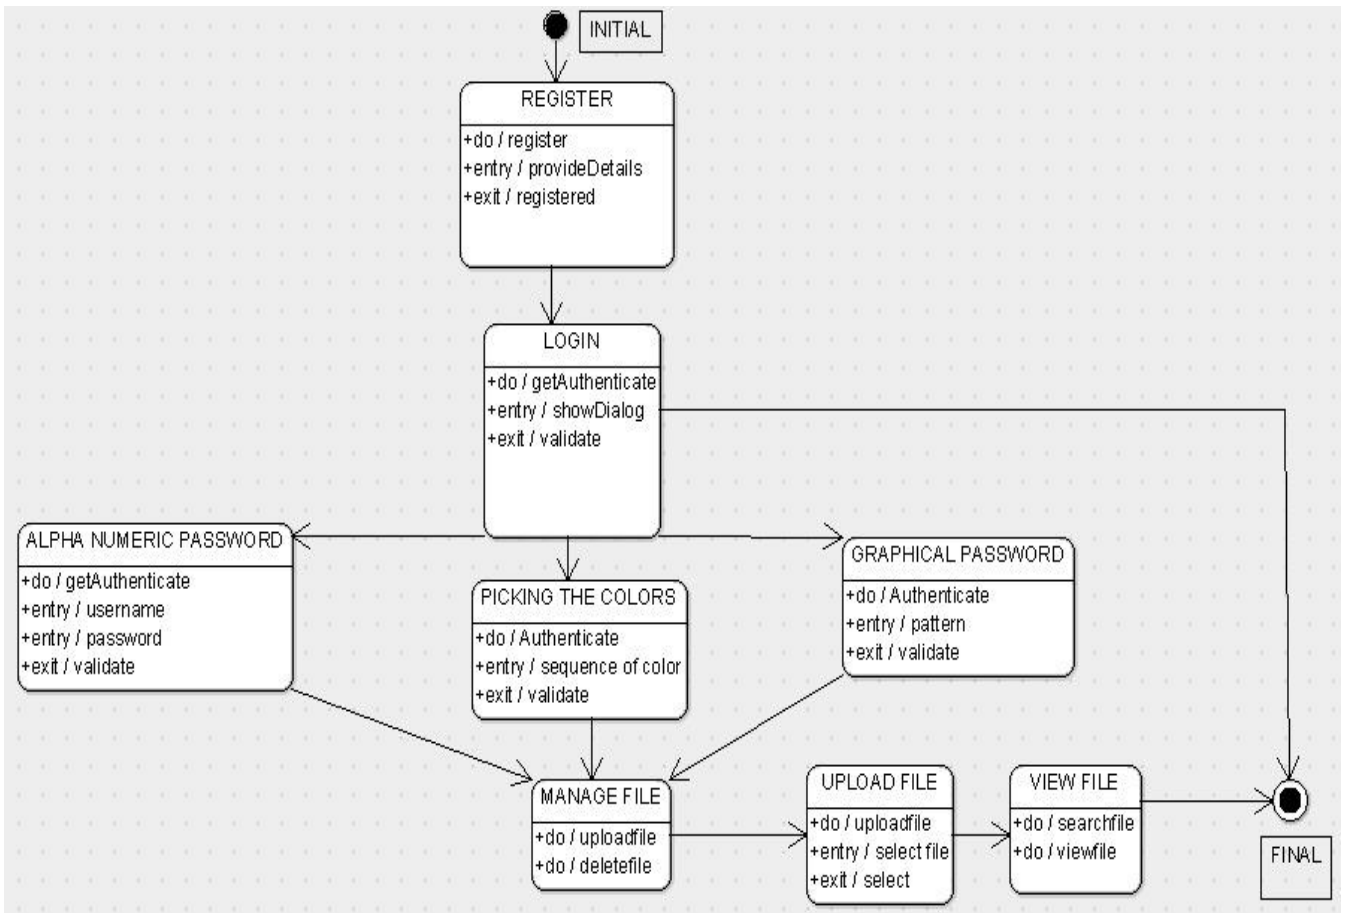 INITIAL
REGISTER
+do / register
+entry / provideDetails
+exit / registered
LOGIN
+do / getAuthenticate
+entry / showDialog
+exit / validate
ALPHA NUMERIC PASSWORD
+do / getAuthenticate
+entry / username
+entry / password
+exit / validate
PICKING THE COLORS
+do / Authenticate
+entry / sequence of color
+exit / validate
GRAPHICAL PASSWORD
+do / Authenticate
+entry / pattern
+exit / validate
MANAGE FILE
+do / uploadfile
+do / deletefile
UPLOAD FILE
+do / uploadfile
+entry / select file
+exit / select
VIEW FILE
+do / searchfile
+do / viewfile
FINAL